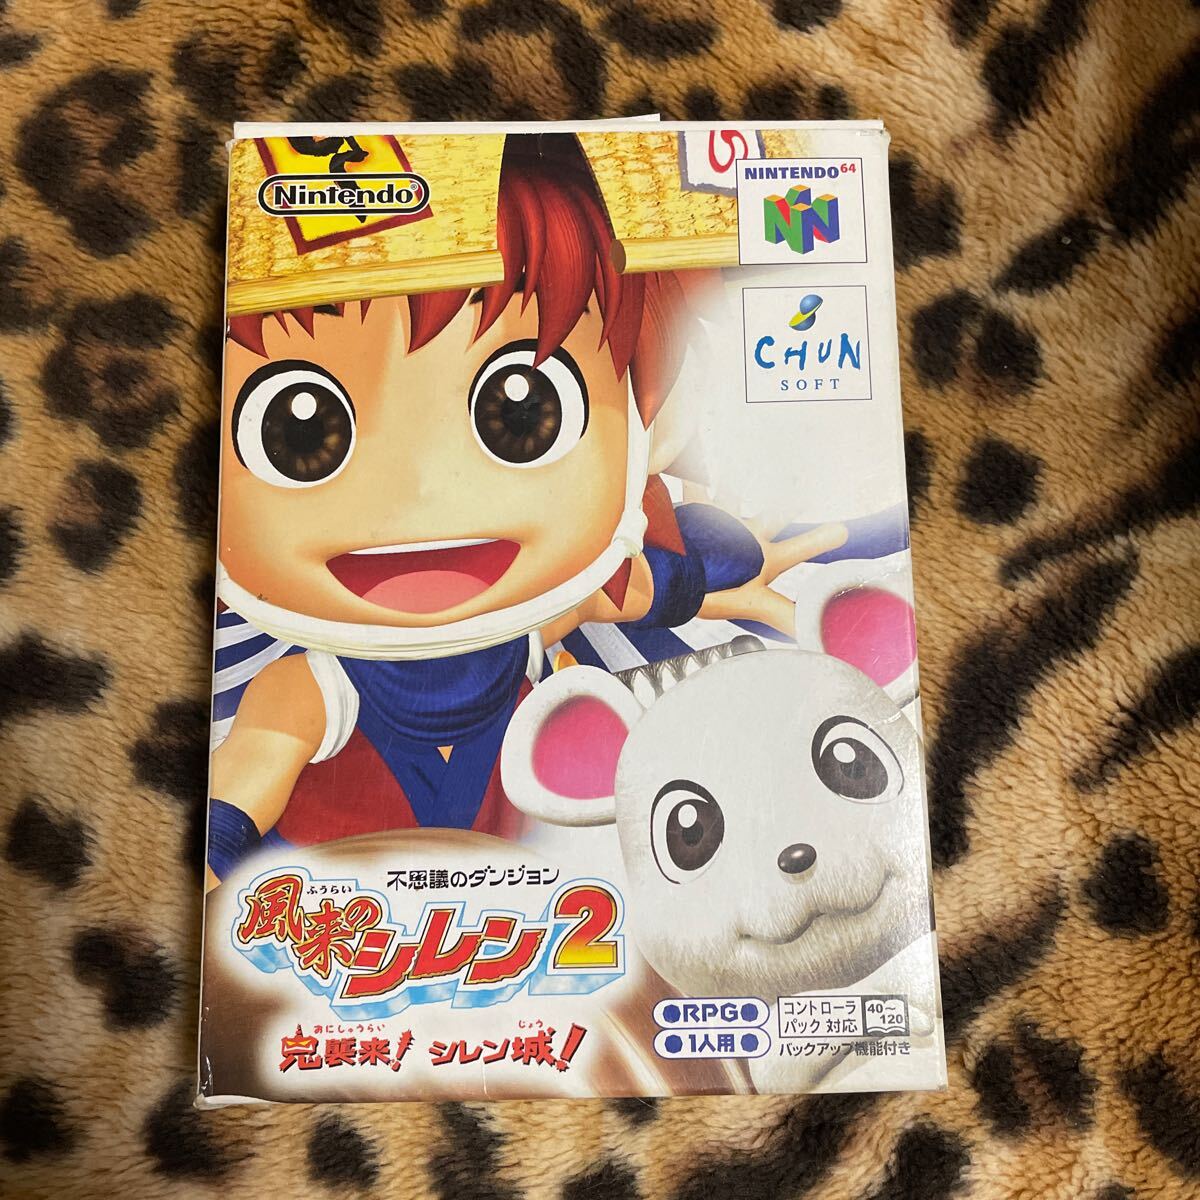 Nintendo®
NINTENDO 64
CHUN
SOFT
不思議のダンジョン
ふうらい
風来のシレン2
おにしゅうらい じょう
鬼襲来! シレン城!
RPG
1人用
コントローラ
パック対応
40~
120
バックアップ機能付き